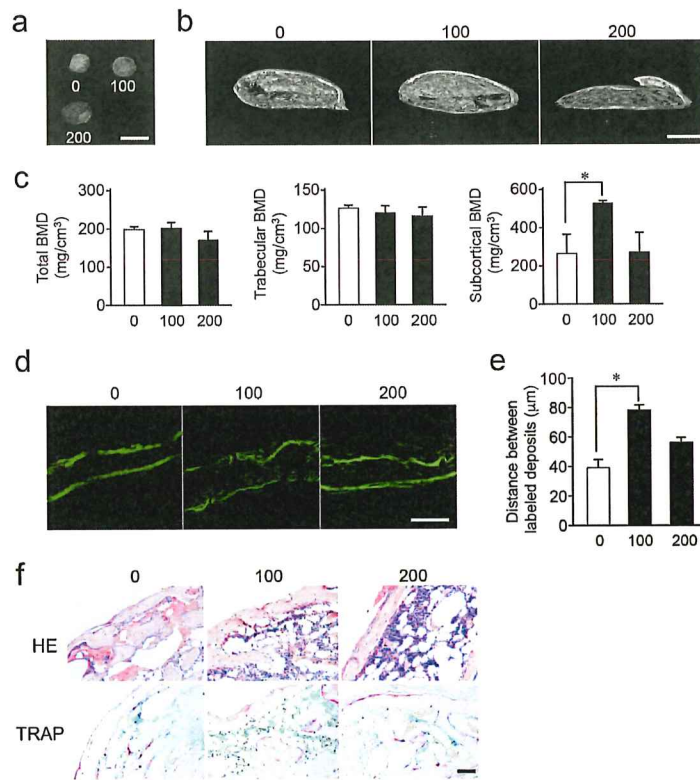 a
0
100
200
b
0 100 200
c
Total BMD
(mg/cm³)
300
200
100
0
0 100 200
Trabecular BMD
(mg/cm³)
150
100
50
0
0 100 200
Subcortical BMD
(mg/cm³)
600
400
200
0
*
0 100 200
d
0 100 200
e
Distance between
labeled deposits (μm)
100
80
60
40
20
0
*
0 100 200
f
0 100 200
HE
TRAP